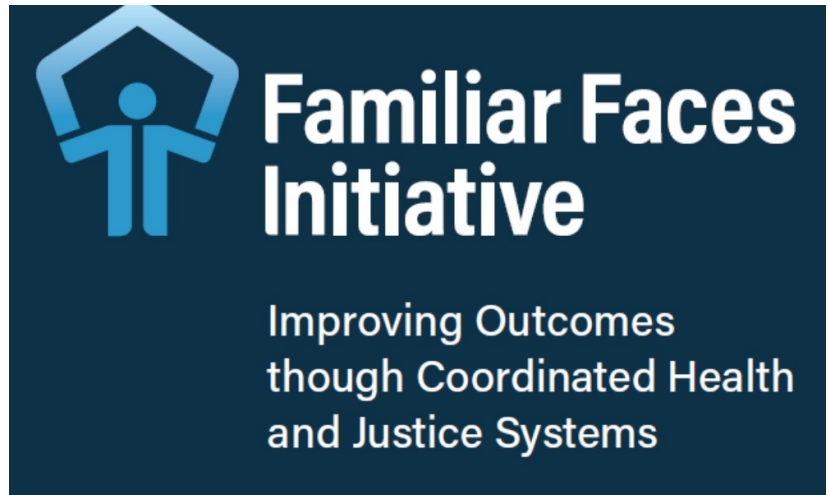 Familiar Faces
Initiative
Improving Outcomes
though Coordinated Health
and Justice Systems